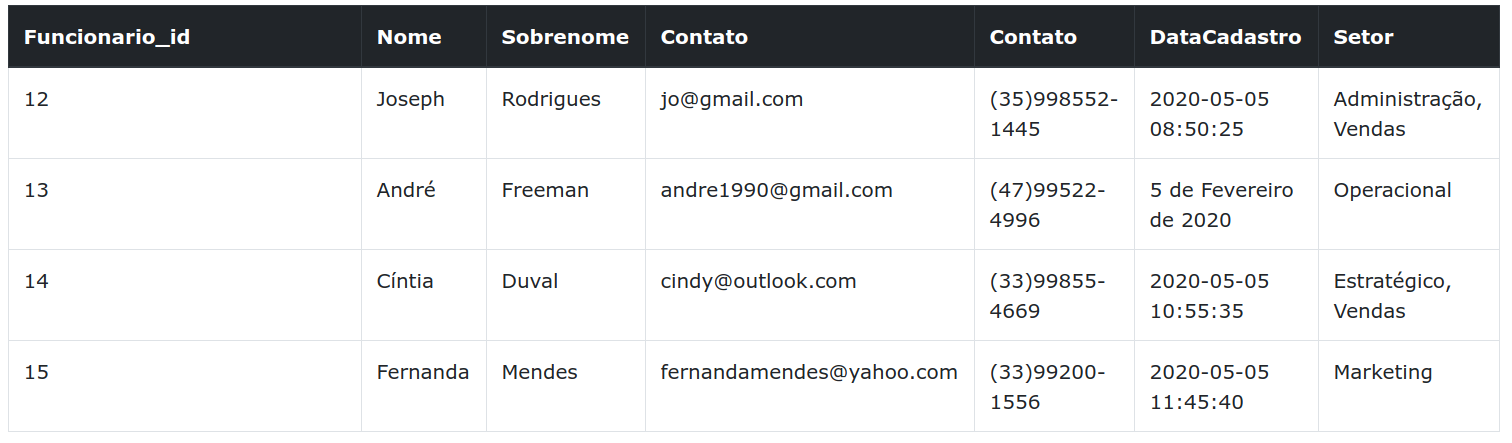 Funcionario_id Nome Sobrenome Contato Contato DataCadastro Setor
12 Joseph Rodrigues jo@gmail.com (35)998552- 2020-05-05 Administração,
1445 08:50:25 Vendas
13 André Freeman andre1990@gmail.com (47)99522- 5 de Fevereiro Operacional
4996 de 2020
14 Cíntia Duval cindy@outlook.com (33)99855- 2020-05-05 Estratégico,
4669 10:55:35 Vendas
15 Fernanda Mendes fernandamendes@yahoo.com (33)99200- 2020-05-05 Marketing
1556 11:45:40